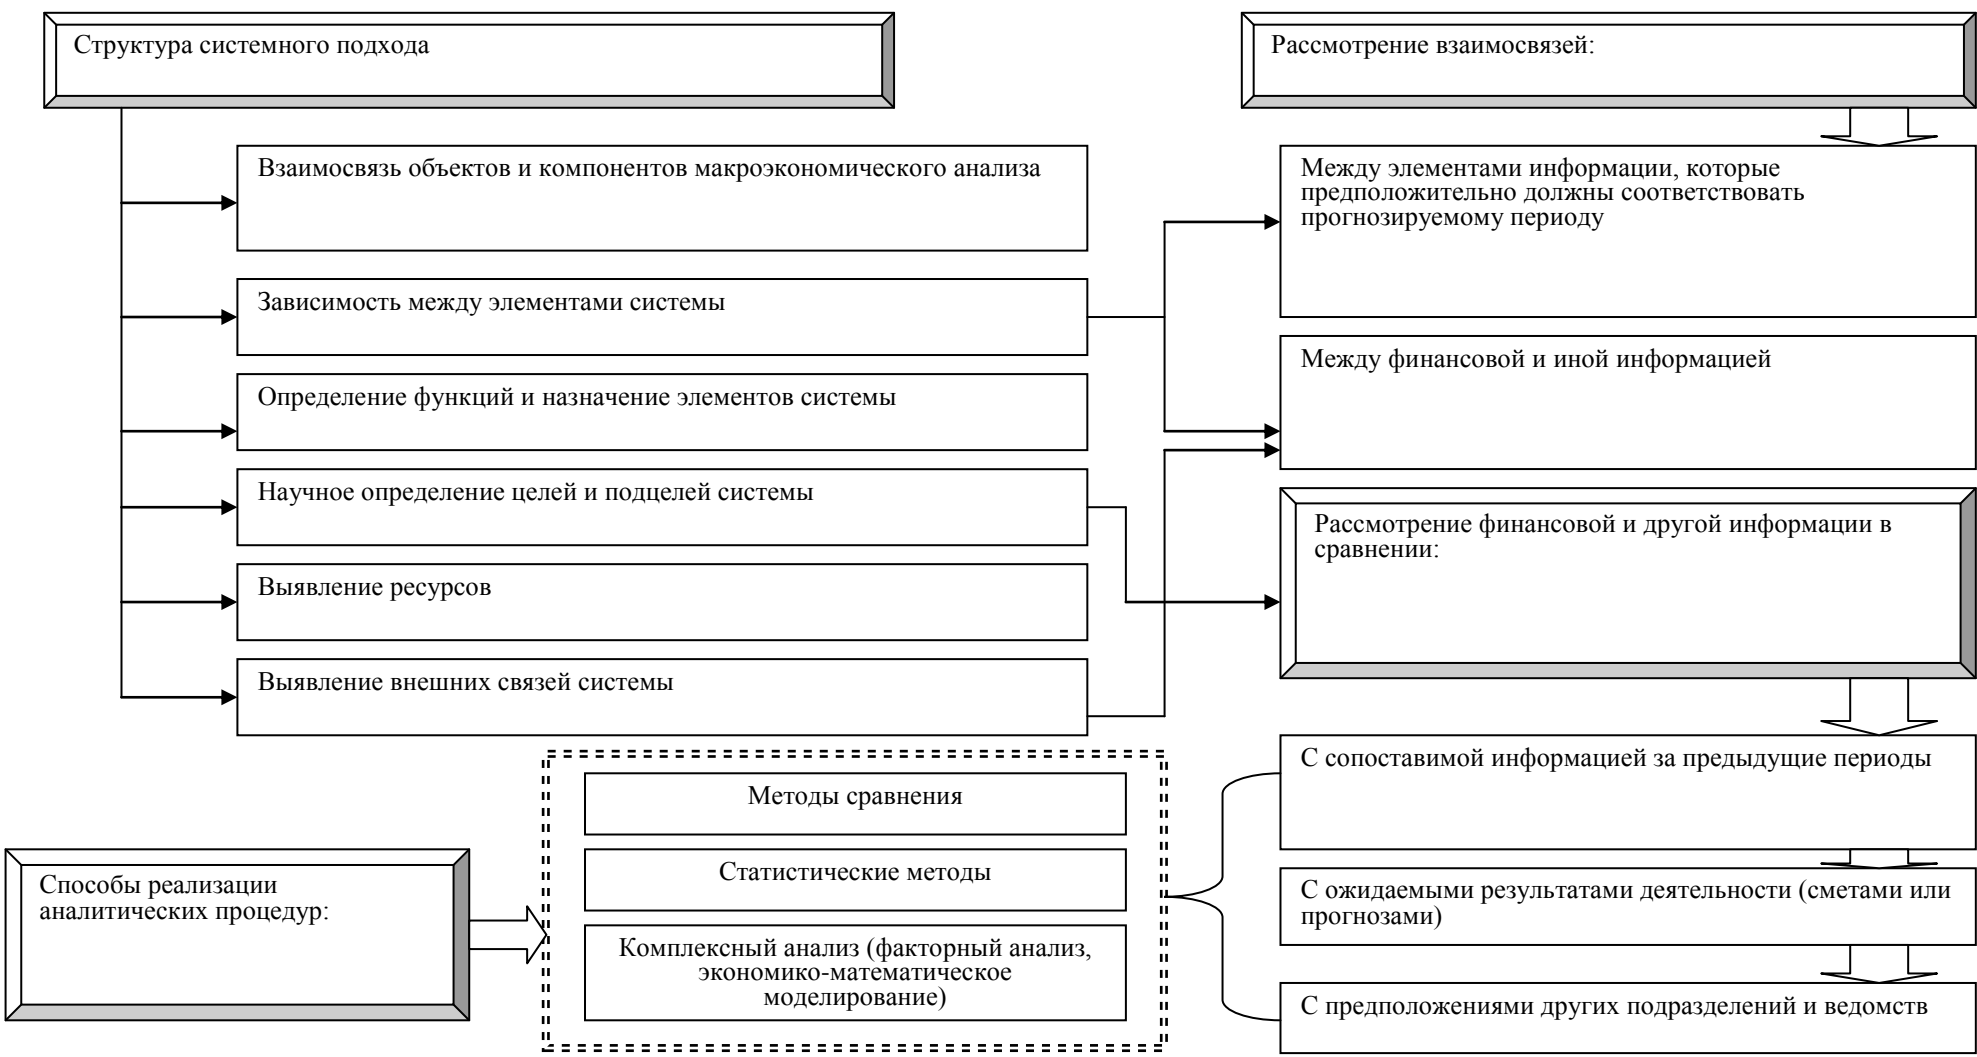 Структура системного подхода
Взаимосвязь объектов и компонентов макроэкономического анализа
Зависимость между элементами системы
Определение функций и назначение элементов системы
Научное определение целей и подцелей системы
Выявление ресурсов
Выявление внешних связей системы
Рассмотрение взаимосвязей:
Между элементами информации, которые
предположительно должны соответствовать
прогнозируемому периоду
Между финансовой и иной информацией
Рассмотрение финансовой и другой информации в
сравнении:
С сопоставимой информацией за предыдущие периоды
С ожидаемыми результатами деятельности (сметами или
прогнозами)
С предположениями других подразделений и ведомств
Способы реализации
аналитических процедур:
Методы сравнения
Статистические методы
Комплексный анализ (факторный анализ,
экономико-математическое
моделирование)